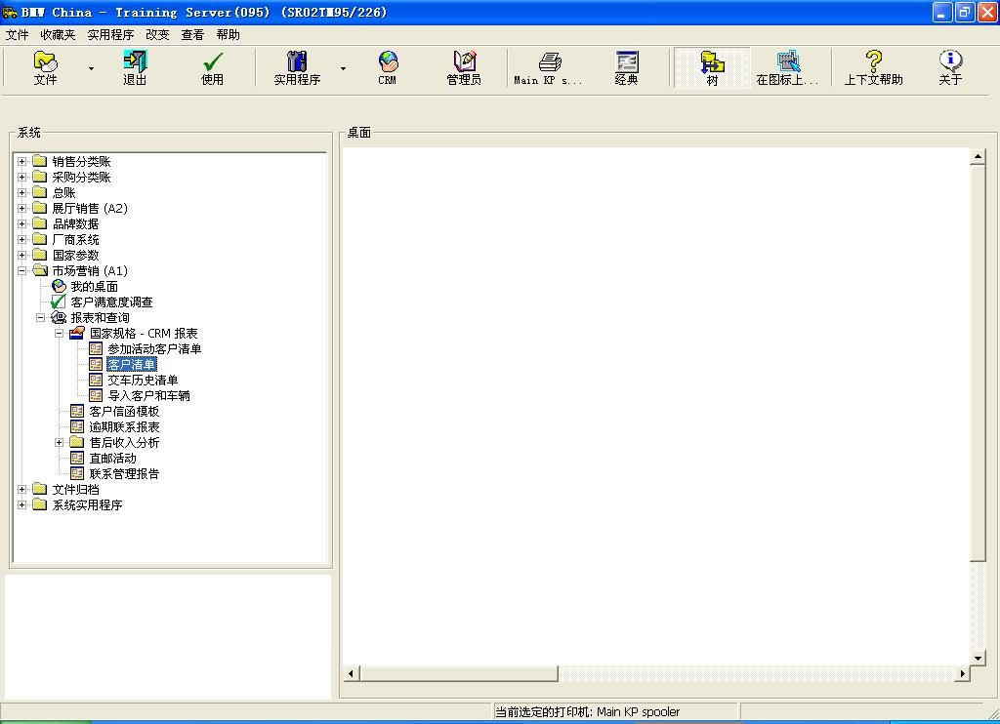 BMW China - Training Server(095) (SR02TM95/226)
文件 收藏夹 实用程序 改变 查看 帮助
文件 退出 使用 实用程序 CRM 管理员 Main KP s... 经典 树 在图标上... 上下文帮助 关于
系统
销售分类账
采购分类账
总账
展厅销售 (A2)
品牌数据
厂商系统
国家参数
市场营销 (A1)
我的桌面
客户满意度调查
报表和查询
国家规格 - CRM 报表
参加活动客户清单
客户清单
交车历史清单
导入客户和车辆
客户信函模板
逾期联系报表
售后收入分析
直邮活动
联系管理报告
文件归档
系统实用程序
桌面
当前选定的打印机: Main KP spooler